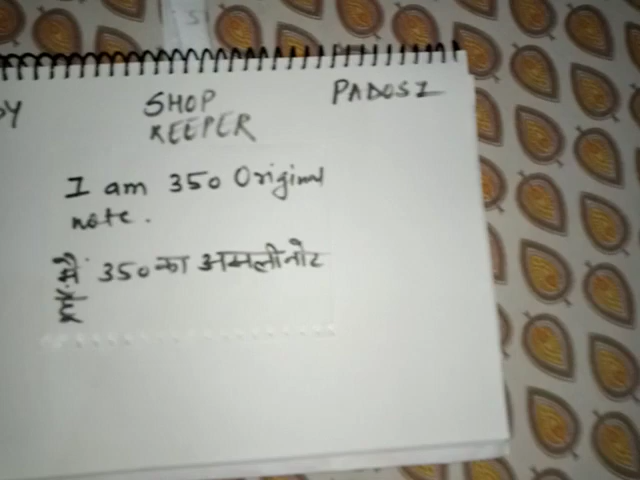 SHOP PADOSI
KEEPER
I am 350 Original
note.
मैं 350 का असली नोट